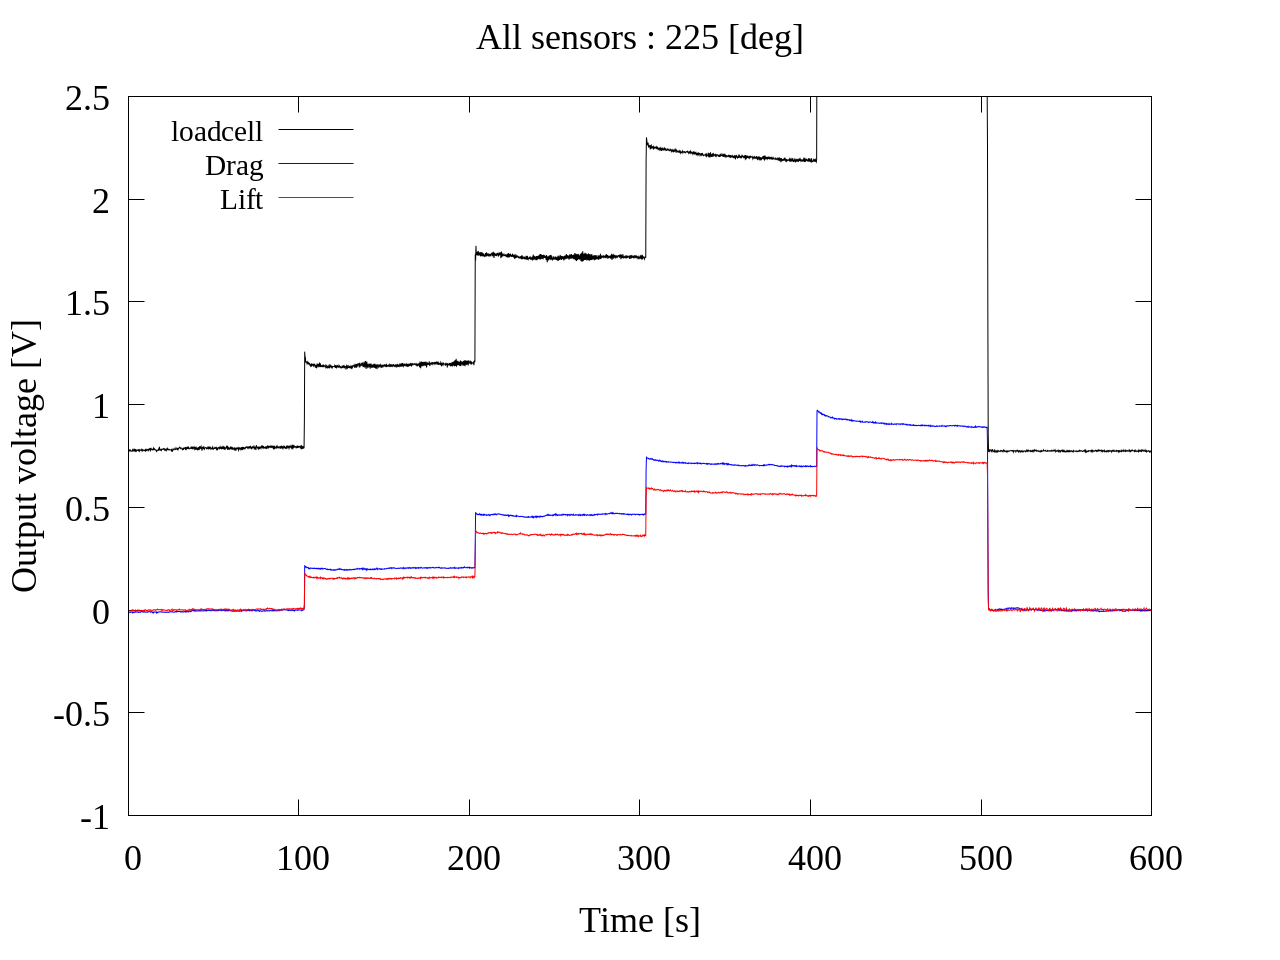 All sensors : 225 [deg]
2.5
2
1.5
1
0.5
0
-0.5
-1
loadcell
Drag
Lift
Output voltage [V]
0 100 200 300 400 500 600
Time [s]